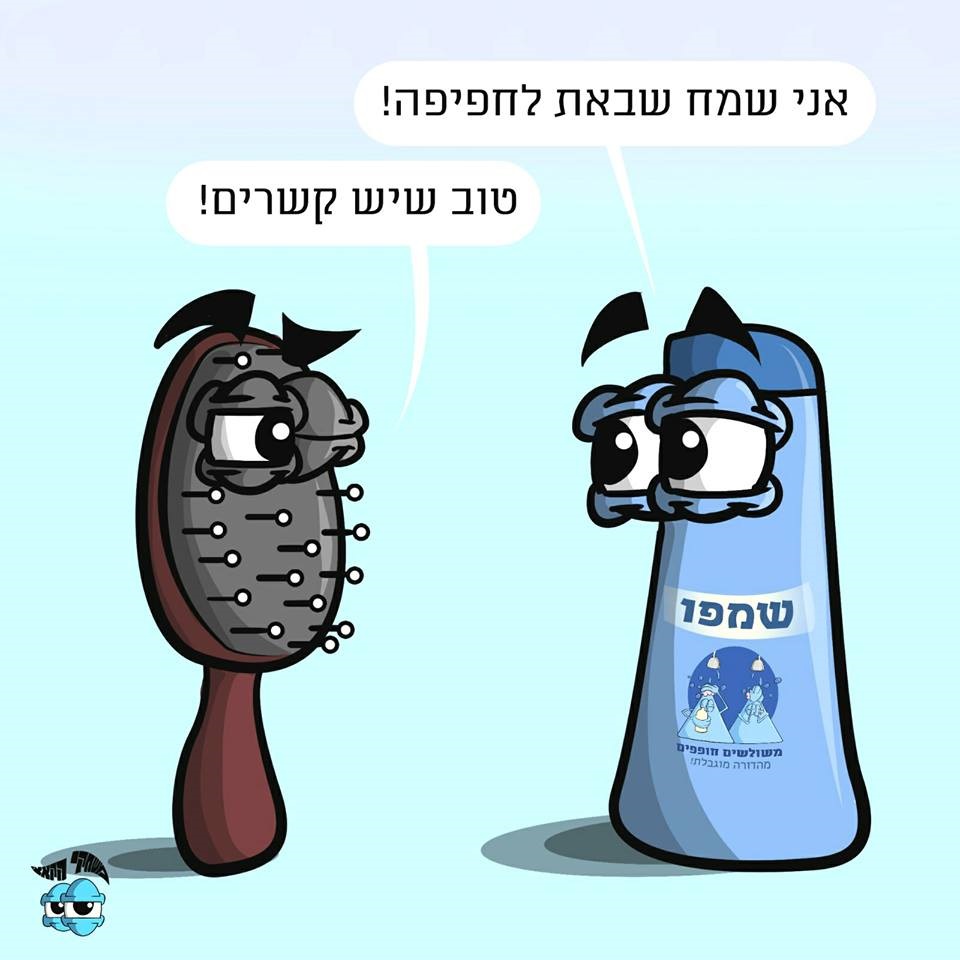 אני שמח שבאת לחפיפה!
טוב שיש קשרים!
שמפו
משולשים חופפים
מהדורה מוגבלת!